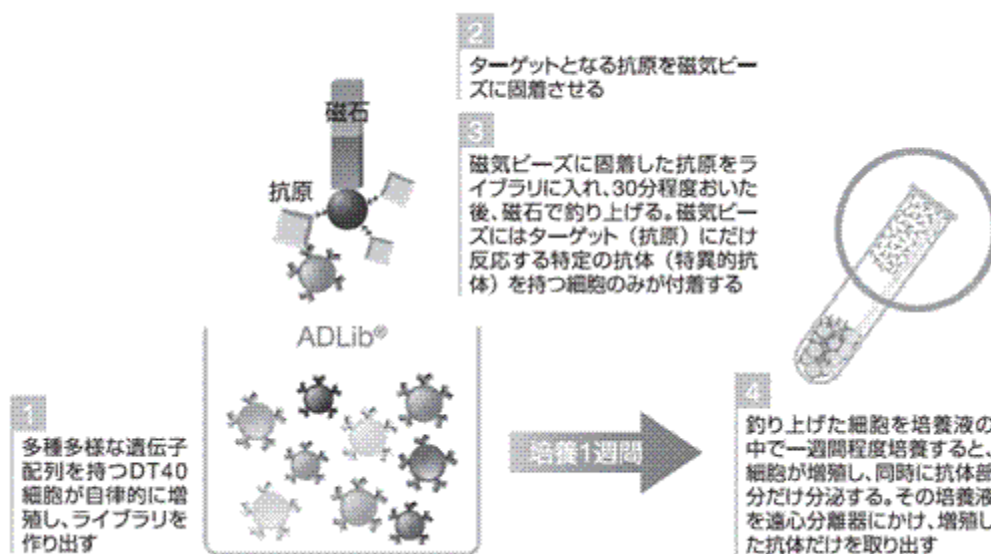 2
ターゲットとなる抗原を磁気ビー
ズに固着させる
磁石
抗原
3
磁気ビーズに固着した抗原をラ
イブラリに入れ、30分程度おいた
後、磁石で釣り上げる。磁気ビー
ズにはターゲット（抗原）にだけ
反応する特定の抗体（特異的抗
体）を持つ細胞のみが付着する
ADLib®
1
多種多様な遺伝子
配列を持つDT40
細胞が自律的に増
殖し、ライブラリを
作り出す
培養1週間
4
釣り上げた細胞を培養液の
中で一週間程度培養すると、
細胞が増殖し、同時に抗体部
分だけ分泌する。その培養液
を遠心分離器にかけ、増殖し
た抗体だけを取り出す